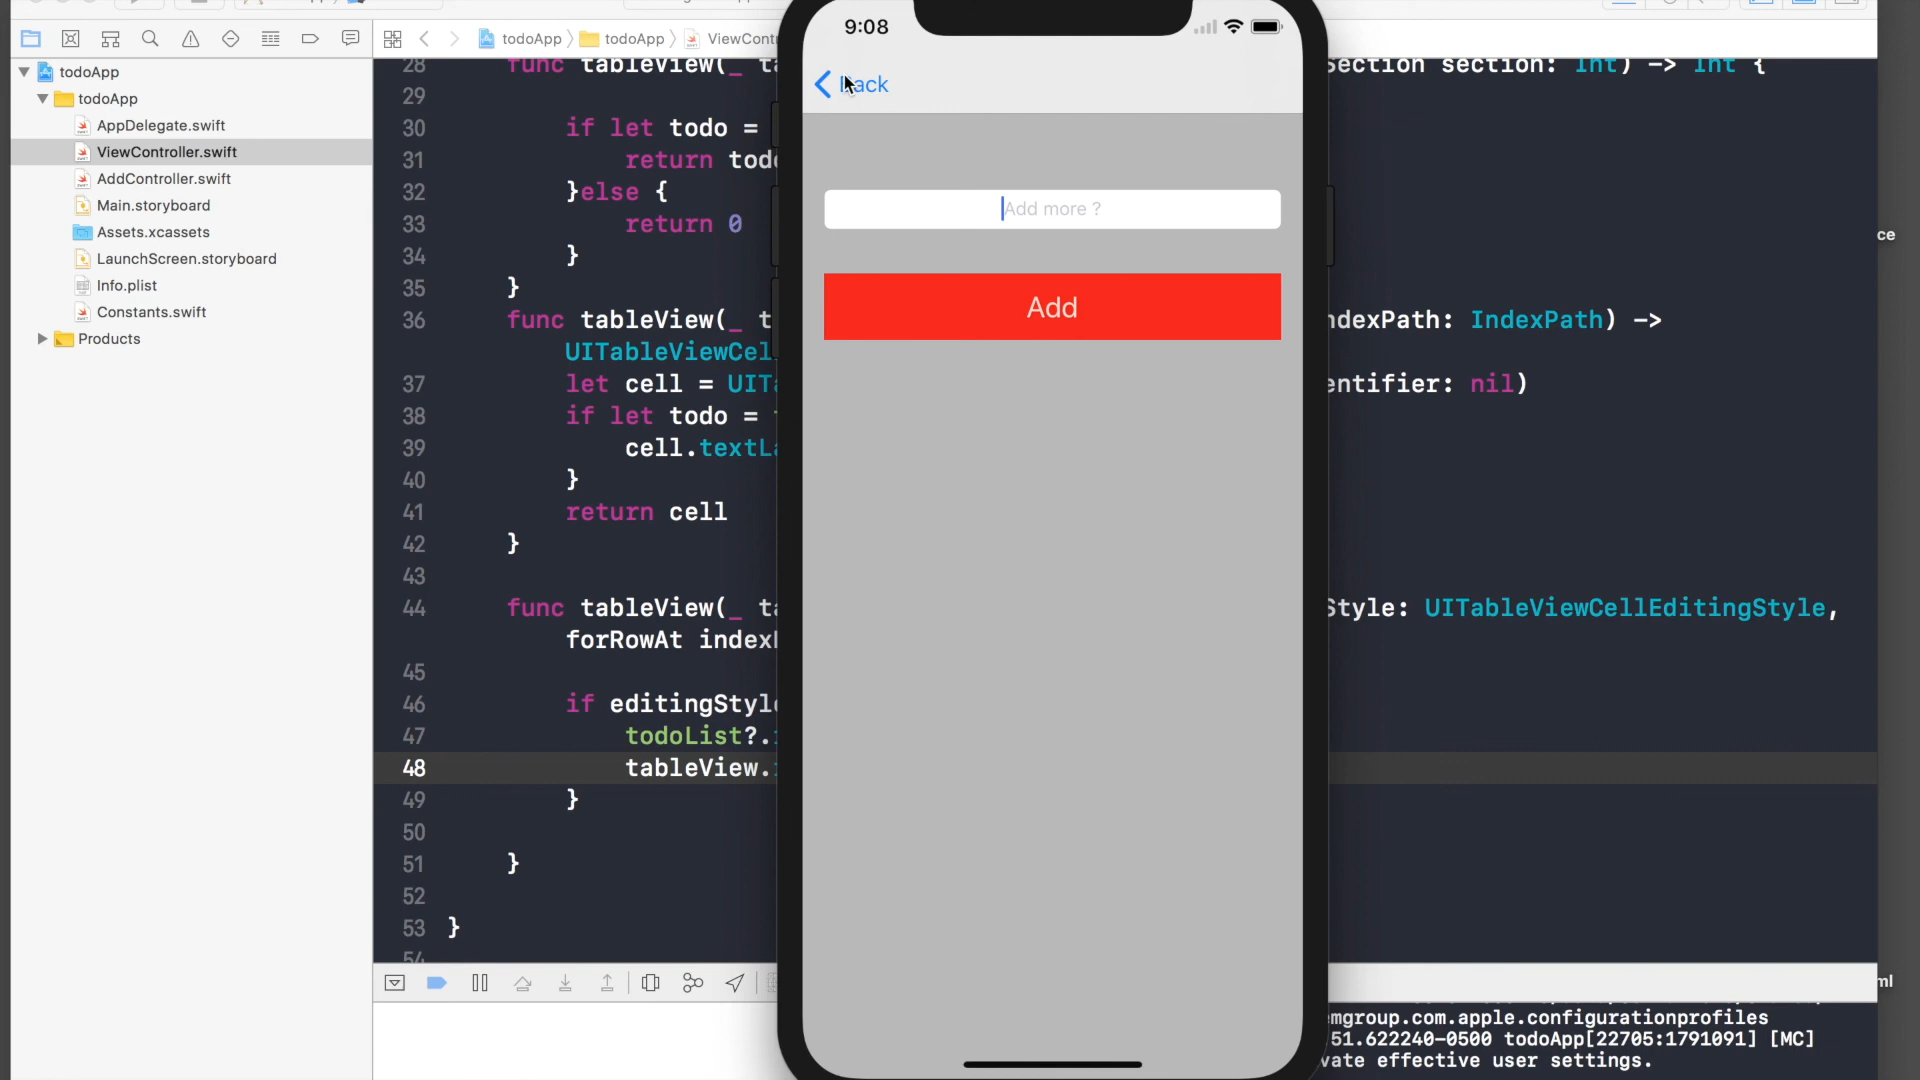 todoApp
todoApp
AppDelegate.swift
ViewController.swift
AddController.swift
Main.storyboard
Assets.xcassets
LaunchScreen.storyboard
Info.plist
Constants.swift
Products
todoApp 〉 todoApp 〉 ViewCont
28 func tableView(_ ta
Section section: Int) -> Int {
29
30 if let todo =
31 return tod
32 }else {
33 return 0
34 }
35 }
36 func tableView(_ t
ndexPath: IndexPath) ->
UITableViewCel
37 let cell = UIT
entifier: nil)
38 if let todo =
39 cell.textL
40 }
41 return cell
42 }
43
44 func tableView(_ ta
Style: UITableViewCellEditingStyle,
forRowAt index
45
46 if editingStyl
47 todoList?.
48 tableView.
49 }
50
51 }
52
53 }
54
9:08
Back
Add more ?
Add
ce
ml
mgroup.com.apple.configurationprofiles
51.622240-0500 todoApp[22705:1791091] [MC]
vate effective user settings.